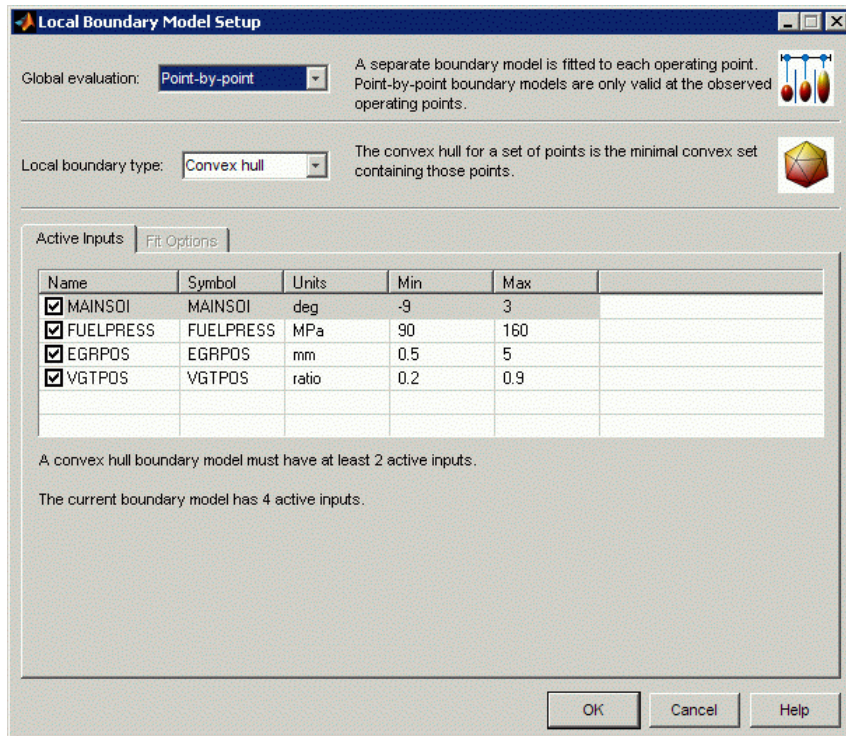 Local Boundary Model Setup
Global evaluation: Point-by-point
A separate boundary model is fitted to each operating point.
Point-by-point boundary models are only valid at the observed
operating points.
Local boundary type: Convex hull
The convex hull for a set of points is the minimal convex set
containing those points.
Active Inputs Fit Options
Name Symbol Units Min Max
MAINSOI MAINSOI deg -9 3
FUELPRESS FUELPRESS MPa 90 160
EGRPOS EGRPOS mm 0.5 5
VGTPOS VGTPOS ratio 0.2 0.9
A convex hull boundary model must have at least 2 active inputs.
The current boundary model has 4 active inputs.
OK Cancel Help